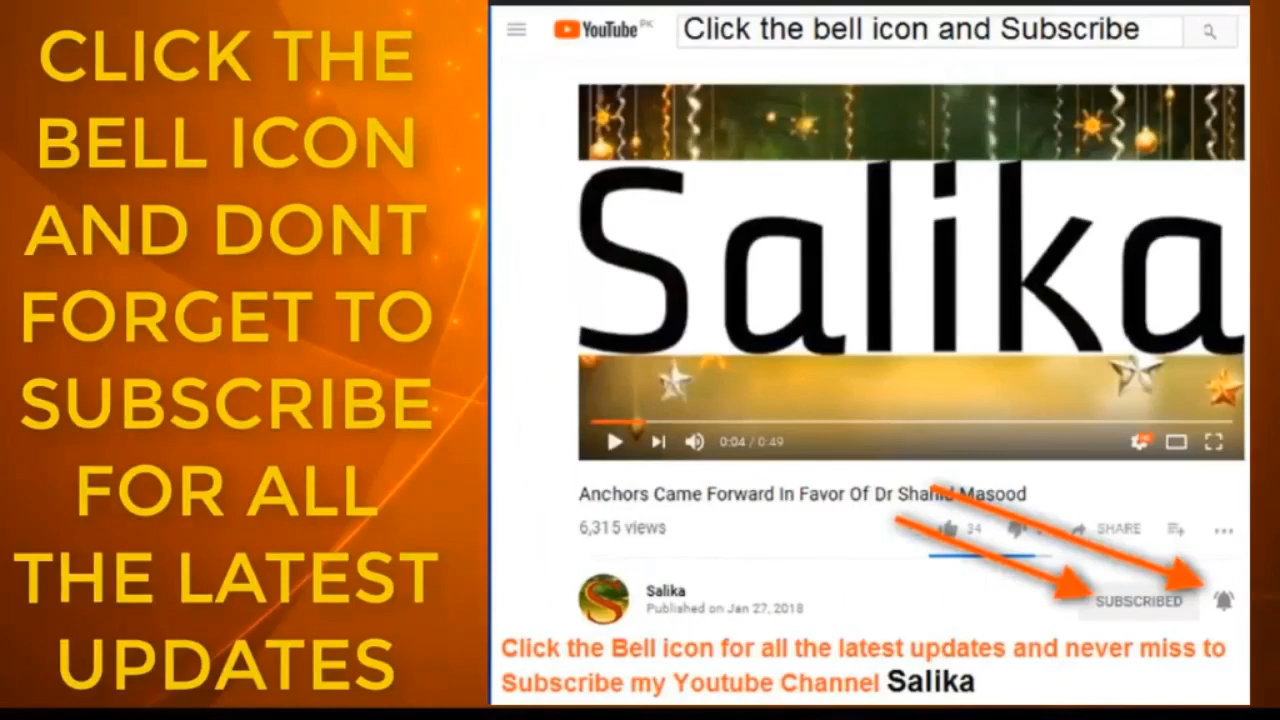 CLICK THE
BELL ICON
AND DONT
FORGET TO
SUBSCRIBE
FOR ALL
THE LATEST
UPDATES
YouTube PK
Click the bell icon and Subscribe
Salika
0:04 / 0:49
Anchors Came Forward In Favor Of Dr Shahid Masood
6,315 views
34
SHARE
Salika
Published on Jan 27, 2018
SUBSCRIBED
Click the Bell icon for all the latest updates and never miss to
Subscribe my Youtube Channel Salika